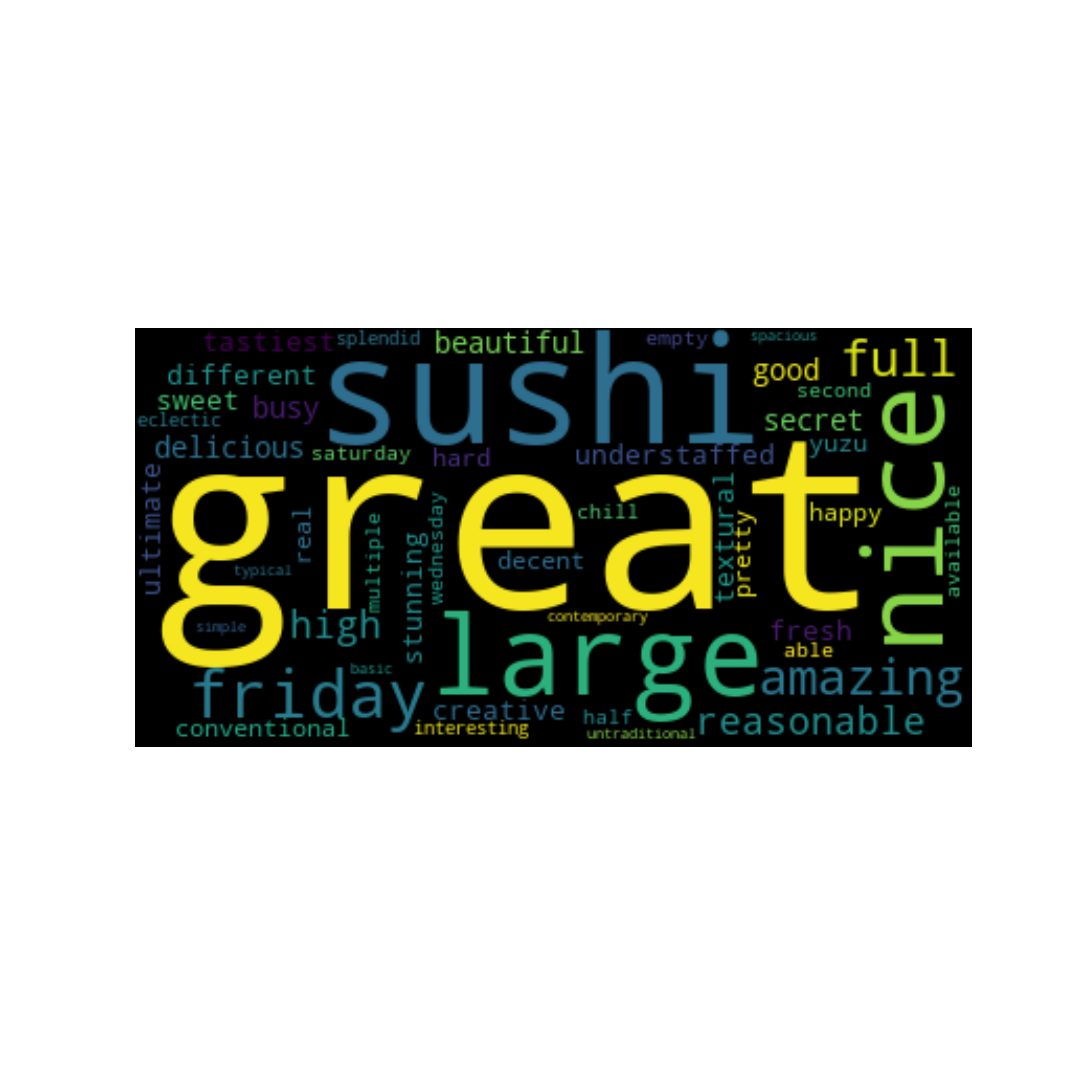 tastiest
splendid
beautiful
empty
spacious
sushi
good
full
different
sweet
busy
second
eclectic
secret
nice
delicious
saturday
hard
understaffed
yuzu
great
ultimate
real
multiple
wednesday
stunning
chill
textural
pretty
happy
available
decent
typical
simple
high
contemporary
fresh
able
large
basic
friday
amazing
creative
half
reasonable
conventional
interesting
untraditional